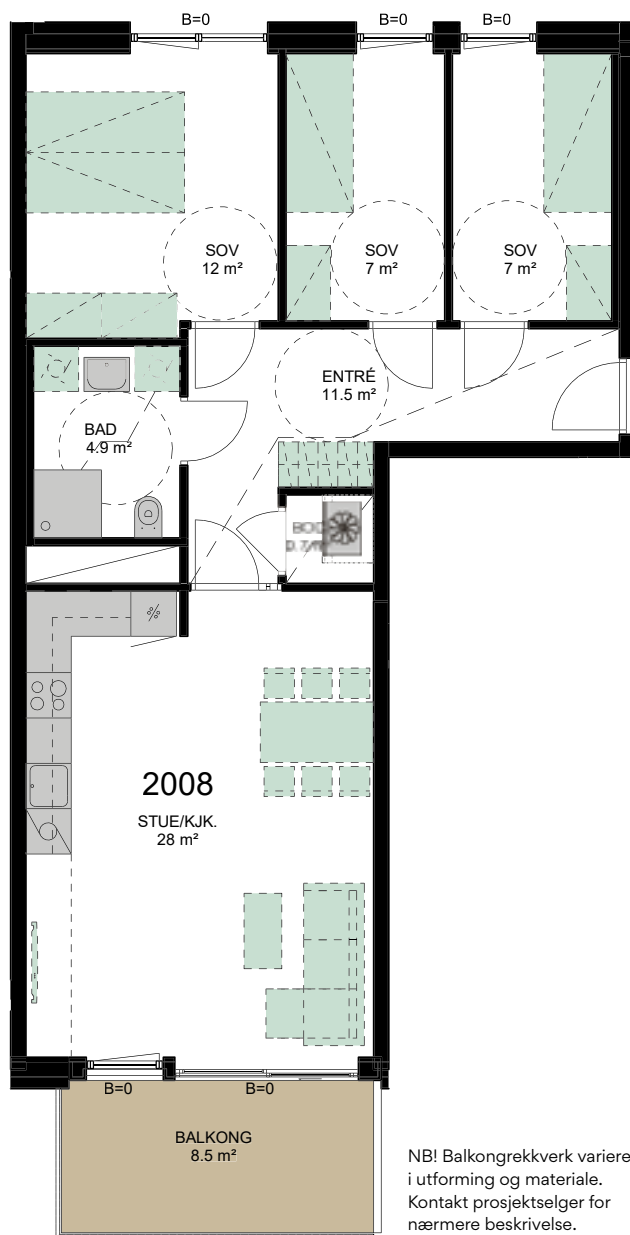 B=0
B=0
B=0
SOV
12 m²
SOV
7 m²
SOV
7 m²
ENTRÉ
11.5 m²
BAD
4.9 m²
2008
STUE/KJK.
28 m²
B=0
B=0
BALKONG
8.5 m²
NB! Balkongrekkverk variere
i utforming og materiale.
Kontakt prosjektselger for
nærmere beskrivelse.